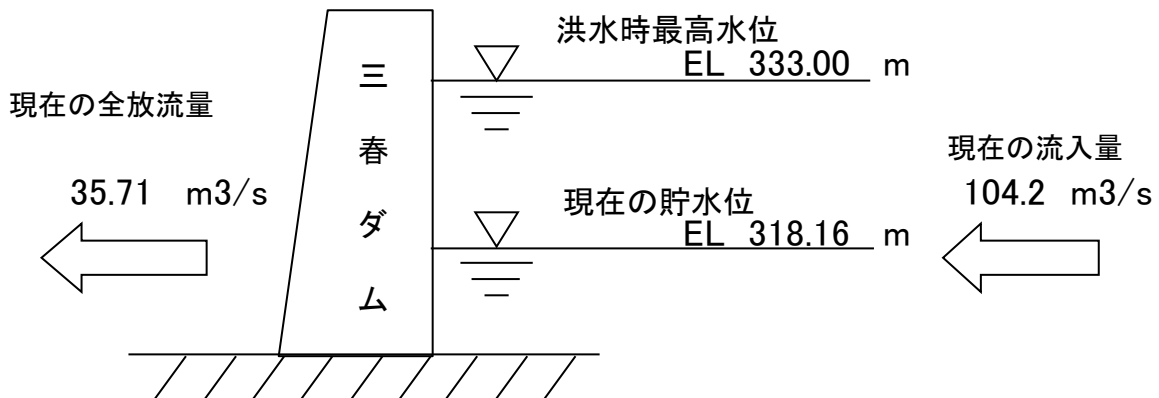 洪水時最高水位
EL 333.00 m
現在の全放流量
35.71 m3/s
三春ダム
現在の流入量
104.2 m3/s
現在の貯水位
EL 318.16 m